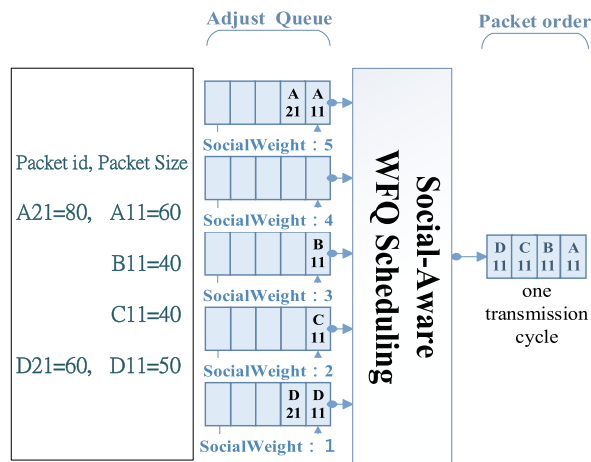 Adjust Queue
Packet order
Packet id, Packet Size
A21=80, A11=60
B11=40
C11=40
D21=60, D11=50
A A
21 11
SocialWeight : 5
SocialWeight : 4
B
11
SocialWeight : 3
C
11
SocialWeight : 2
D D
21 11
SocialWeight : 1
Social-Aware
WFQ Scheduling
D C B A
11 11 11 11
one
transmission
cycle